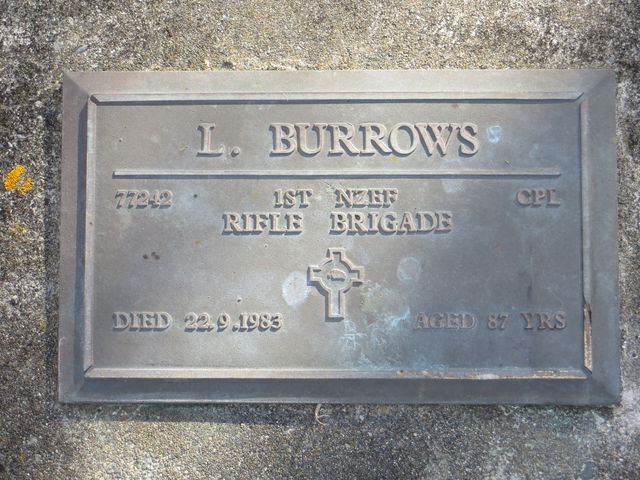 L. BURROWS
77242 1ST NZEF CPL
RIFLE BRIGADE
DIED 22.9.1983 AGED 87 YRS